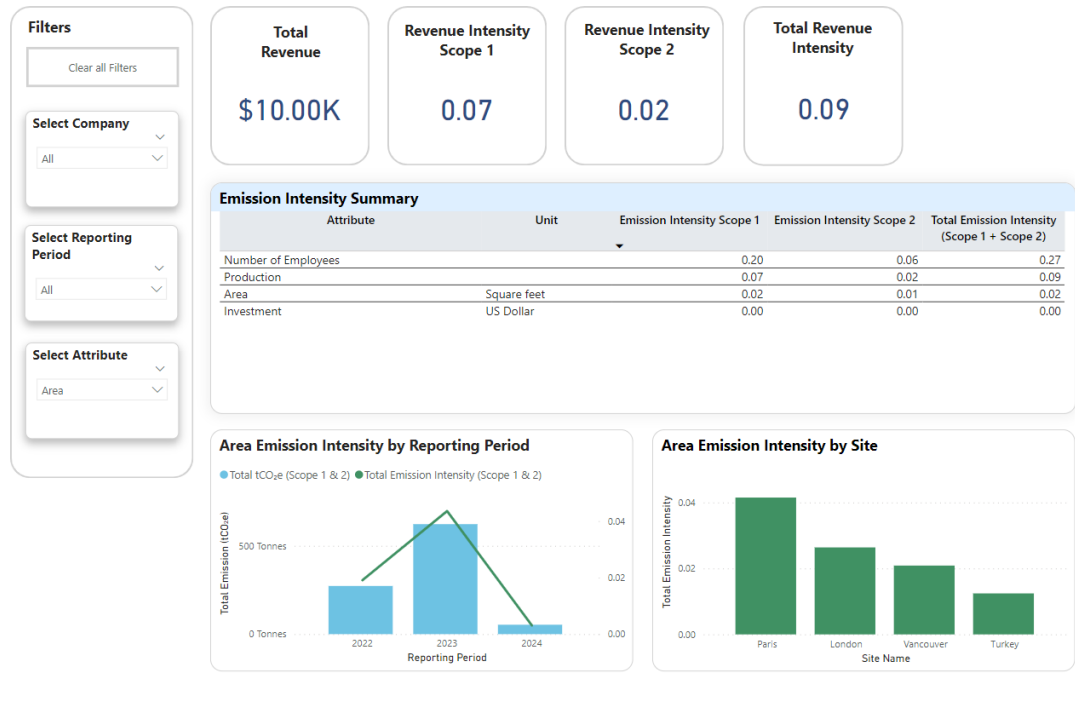 Filters
Clear all Filters
Select Company
All
Select Reporting
Period
All
Select Attribute
Area
Total
Revenue
$10.00K
Revenue Intensity
Scope 1
0.07
Revenue Intensity
Scope 2
0.02
Total Revenue
Intensity
0.09
Emission Intensity Summary
Attribute Unit Emission Intensity Scope 1 Emission Intensity Scope 2 Total Emission Intensity
(Scope 1 + Scope 2)
Number of Employees 0.20 0.06 0.27
Production 0.07 0.02 0.09
Area Square feet 0.02 0.01 0.02
Investment US Dollar 0.00 0.00 0.00
Area Emission Intensity by Reporting Period
Total tCO₂e (Scope 1 & 2) Total Emission Intensity (Scope 1 & 2)
Total Emission (tCO₂e)
500 Tonnes
0 Tonnes
0.04
0.02
0.00
2022 2023 2024
Reporting Period
Area Emission Intensity by Site
Total Emission Intensity
0.04
0.02
0.00
Paris London Vancouver Turkey
Site Name